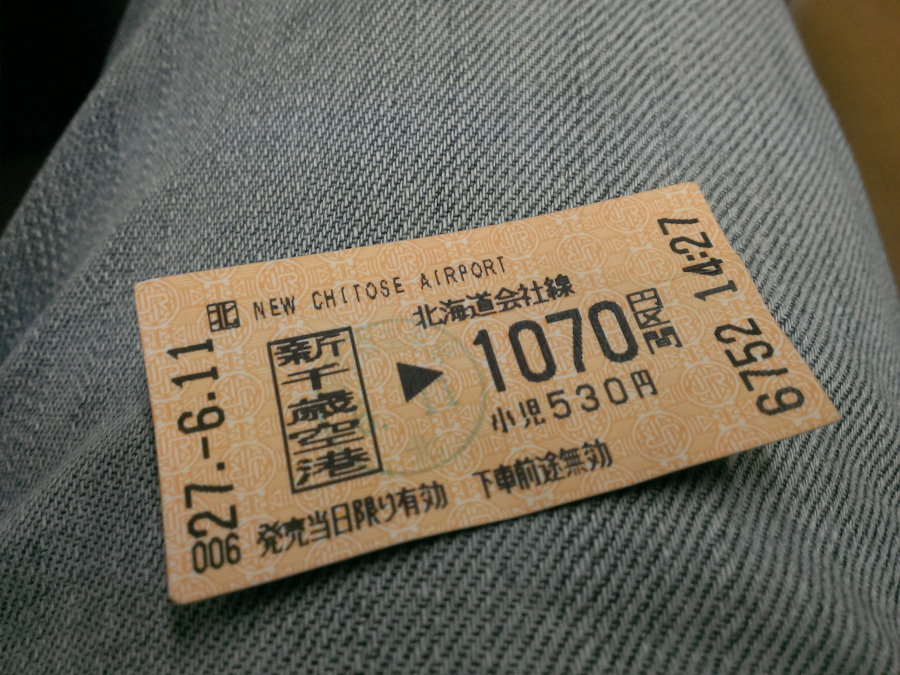 北 NEW CHITOSE AIRPORT
北海道会社線
新千歳空港
▶ 1070円区間
小児530円
発売当日限り有効 下車前途無効
27.-6.11
006
6752 14:27